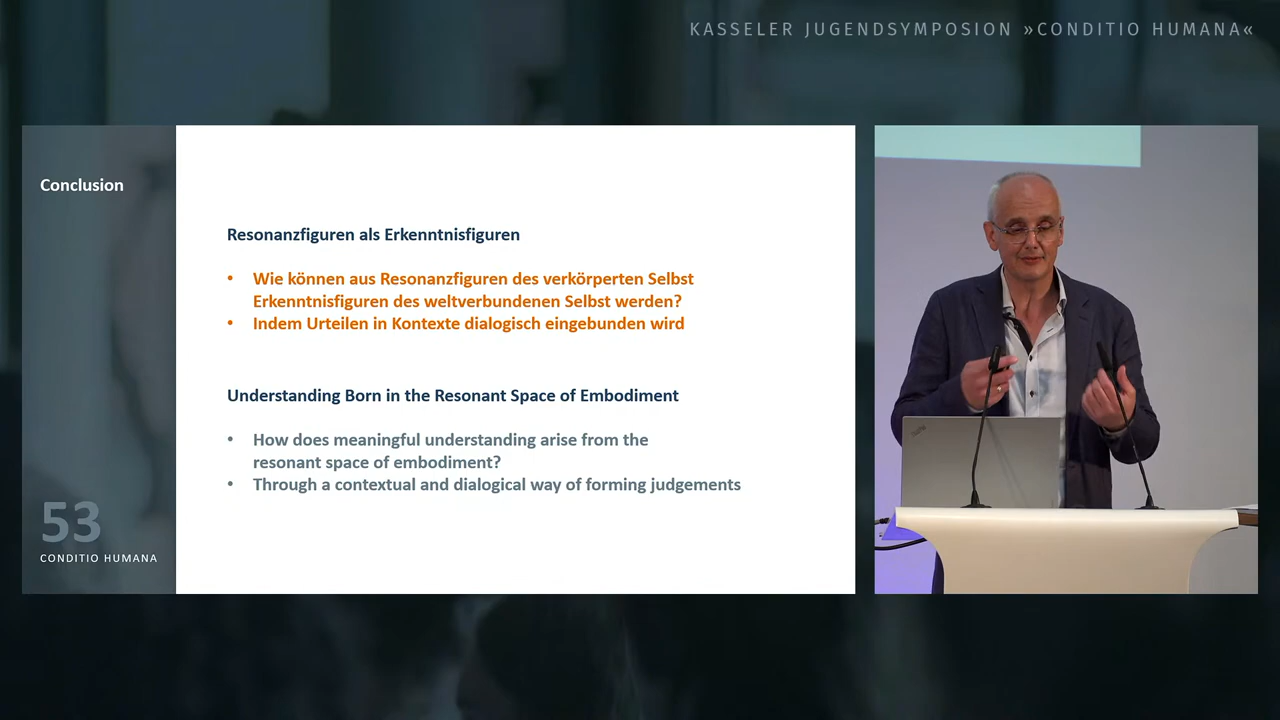 KASSELER JUGENDSYMPOSION »CONDITIO HUMANA«
Conclusion
Resonanzfiguren als Erkenntnisfiguren
• Wie können aus Resonanzfiguren des verkörperten Selbst
Erkenntnisfiguren des weltverbundenen Selbst werden?
• Indem Urteilen in Kontexte dialogisch eingebunden wird
Understanding Born in the Resonant Space of Embodiment
• How does meaningful understanding arise from the
resonant space of embodiment?
• Through a contextual and dialogical way of forming judgements
53
CONDITIO HUMANA